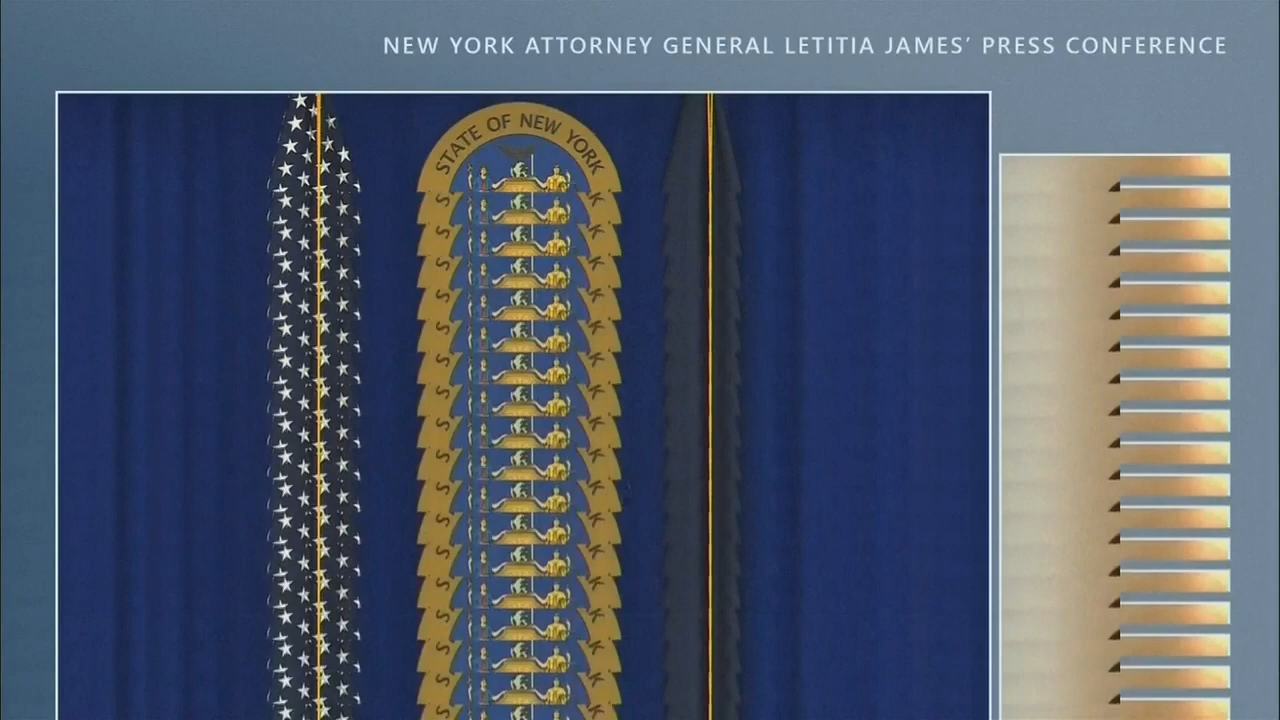 NEW YORK ATTORNEY GENERAL LETITIA JAMES’ PRESS CONFERENCE
STATE OF NEW YORK